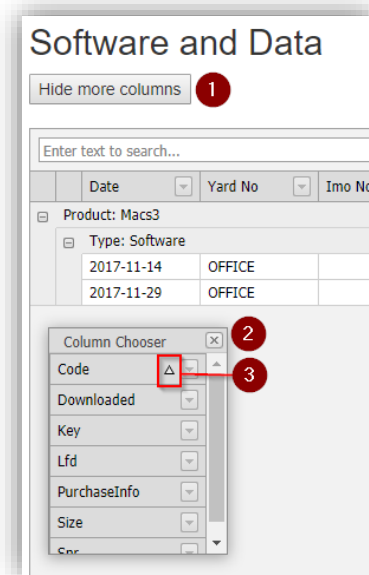 Software and Data
Hide more columns 1
Enter text to search...
Date Yard No Imo No
Product: Macs3
Type: Software
2017-11-14 OFFICE
2017-11-29 OFFICE
Column Chooser 2
Code 3
Downloaded
Key
Lfd
PurchaseInfo
Size
Snr